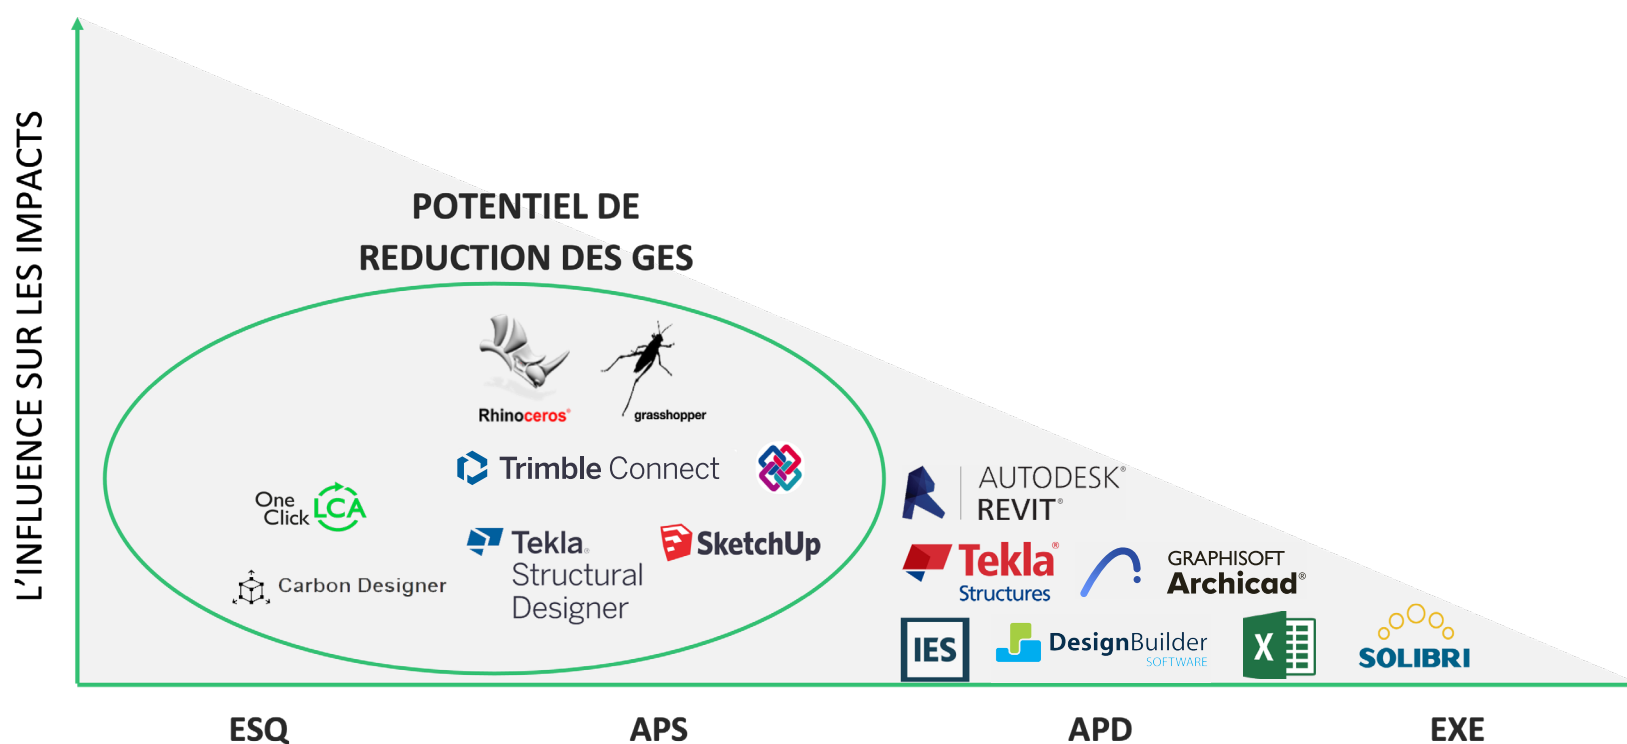 L’INFLUENCE SUR LES IMPACTS
POTENTIEL DE
REDUCTION DES GES
Rhinoceros®
grasshopper
Trimble Connect
One
Click LCA
Tekla®
Structural
Designer
SketchUp
Carbon Designer
AUTODESK®
REVIT®
Tekla®
Structures
GRAPHISOFT
Archicad®
IES
DesignBuilder
SOFTWARE
X
SOLIBRI
ESQ
APS
APD
EXE